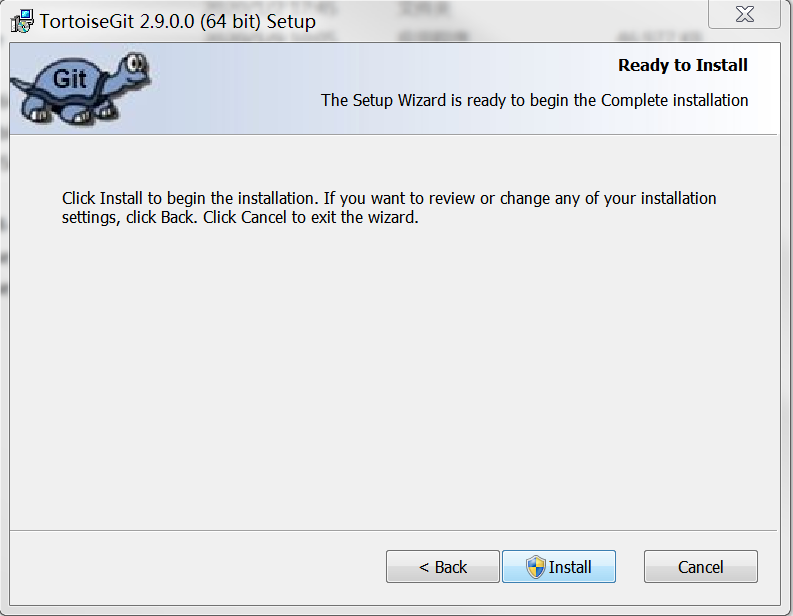 TortoiseGit 2.9.0.0 (64 bit) Setup
Git
Ready to Install
The Setup Wizard is ready to begin the Complete installation
Click Install to begin the installation. If you want to review or change any of your installation
settings, click Back. Click Cancel to exit the wizard.
< Back
Install
Cancel